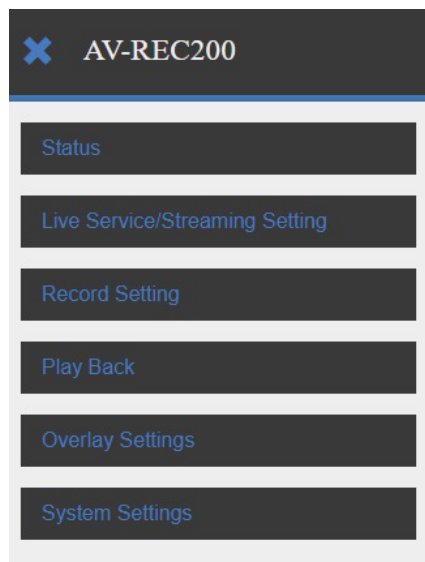 AV-REC200
Status
Live Service/Streaming Setting
Record Setting
Play Back
Overlay Settings
System Settings